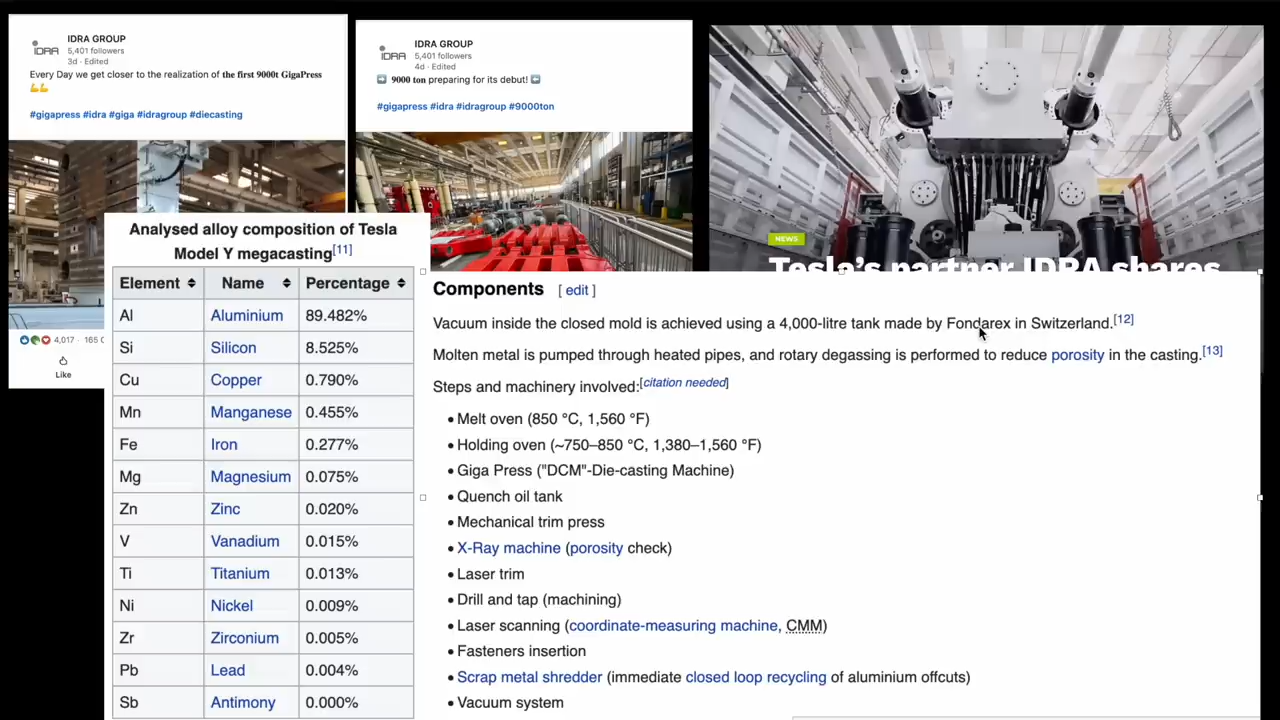 IDRA
IDRA GROUP
5,401 followers
3d · Edited
Every Day we get closer to the realization of the first 9000t GigaPress
💪💪
#gigapress #idra #giga #idragroup #diecasting
4,017 · 165 C
Like
IDRA
IDRA GROUP
5,401 followers
4d · Edited
➡️ 9000 ton preparing for its debut! ⬅️
#gigapress #idra #idragroup #9000ton
NEWS
Tesla's partner IDRA shares
Analysed alloy composition of Tesla
Model Y megacasting[11]
Element Name Percentage
Al Aluminium 89.482%
Si Silicon 8.525%
Cu Copper 0.790%
Mn Manganese 0.455%
Fe Iron 0.277%
Mg Magnesium 0.075%
Zn Zinc 0.020%
V Vanadium 0.015%
Ti Titanium 0.013%
Ni Nickel 0.009%
Zr Zirconium 0.005%
Pb Lead 0.004%
Sb Antimony 0.000%
Components [ edit ]
Vacuum inside the closed mold is achieved using a 4,000-litre tank made by Fondarex in Switzerland.[12]
Molten metal is pumped through heated pipes, and rotary degassing is performed to reduce porosity in the casting.[13]
Steps and machinery involved:[citation needed]
• Melt oven (850 °C, 1,560 °F)
• Holding oven (~750–850 °C, 1,380–1,560 °F)
• Giga Press ("DCM"-Die-casting Machine)
• Quench oil tank
• Mechanical trim press
• X-Ray machine (porosity check)
• Laser trim
• Drill and tap (machining)
• Laser scanning (coordinate-measuring machine, CMM)
• Fasteners insertion
• Scrap metal shredder (immediate closed loop recycling of aluminium offcuts)
• Vacuum system